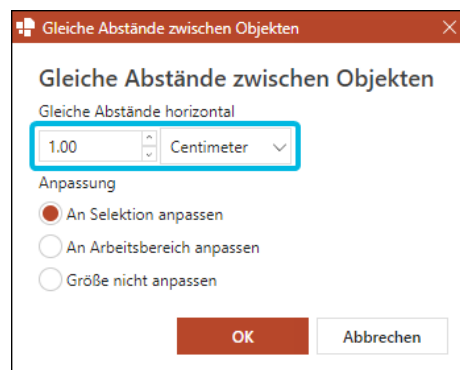 Gleiche Abstände zwischen Objekten
Gleiche Abstände zwischen Objekten
Gleiche Abstände horizontal
1.00 Centimeter
Anpassung
An Selektion anpassen
An Arbeitsbereich anpassen
Größe nicht anpassen
OK Abbrechen